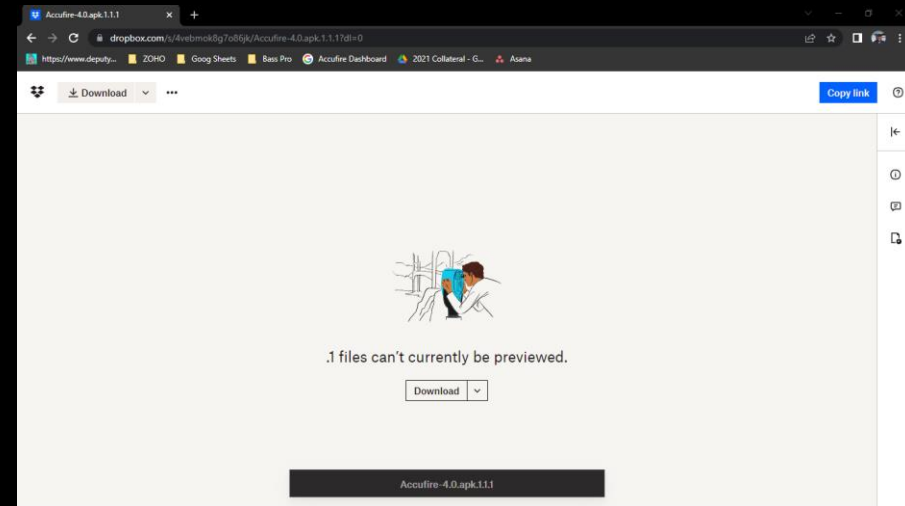 Accufire-4.0.apk.1.1.1
dropbox.com/s/4vebmok8g7o86jk/Accufire-4.0.apk.1.1.1?dl=0
https://www.deputy... ZOHO Goog Sheets Bass Pro Accufire Dashboard 2021 Collateral - G... Asana
Download Copy link
.1 files can't currently be previewed.
Download
Accufire-4.0.apk.1.1.1